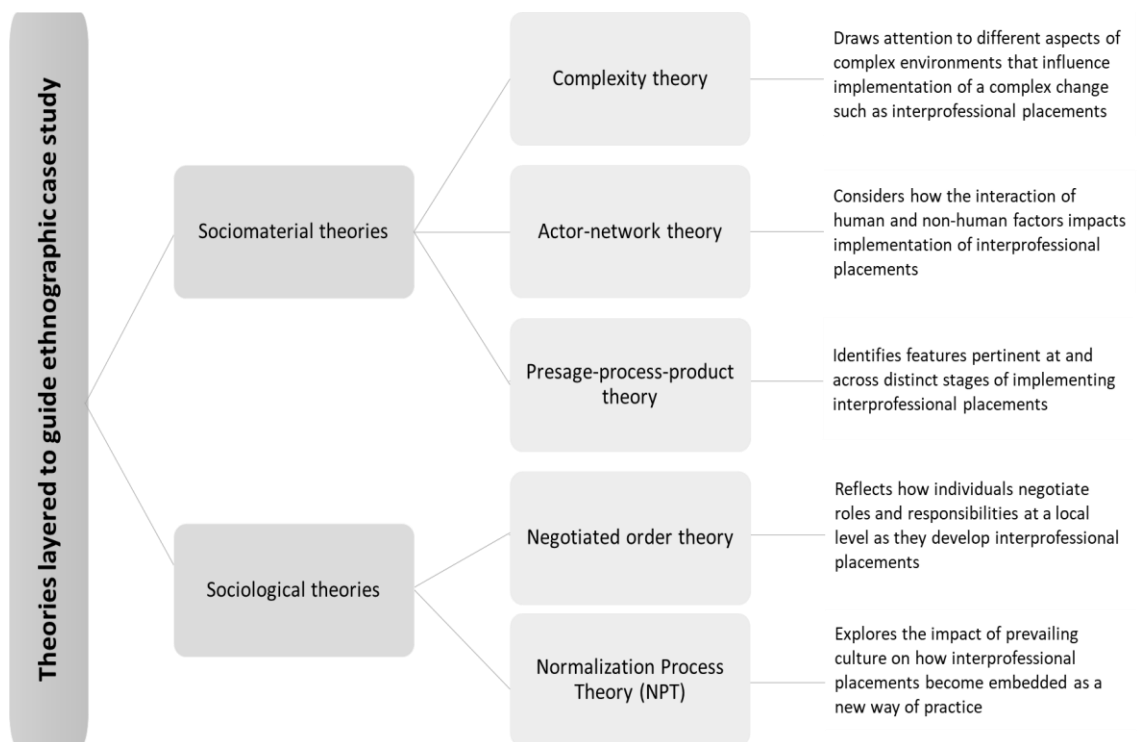 Theories layered to guide ethnographic case study
Sociomaterial theories
Complexity theory
Draws attention to different aspects of
complex environments that influence
implementation of a complex change
such as interprofessional placements
Actor-network theory
Considers how the interaction of
human and non-human factors impacts
implementation of interprofessional
placements
Presage-process-product
theory
Identifies features pertinent at and
across distinct stages of implementing
interprofessional placements
Sociological theories
Negotiated order theory
Reflects how individuals negotiate
roles and responsibilities at a local
level as they develop interprofessional
placements
Normalization Process
Theory (NPT)
Explores the impact of prevailing
culture on how interprofessional
placements become embedded as a
new way of practice